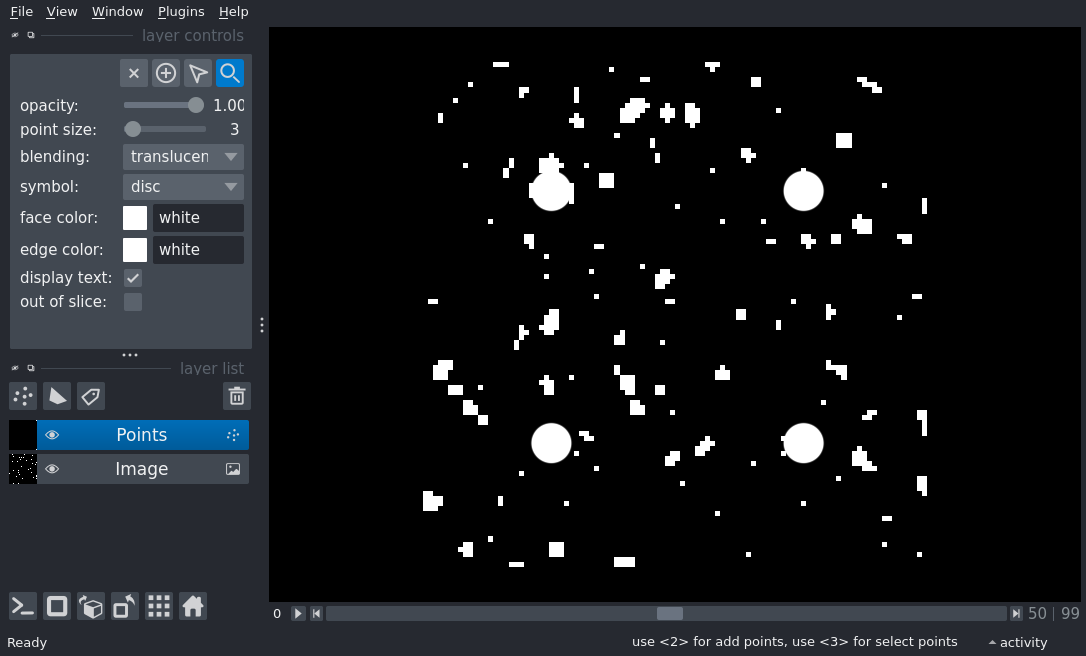 File View Window Plugins Help
layer controls
opacity: 1.00
point size: 3
blending: translucen
symbol: disc
face color: white
edge color: white
display text:
out of slice:
layer list
Points
Image
0 50 99
Ready use <2> for add points, use <3> for select points activity